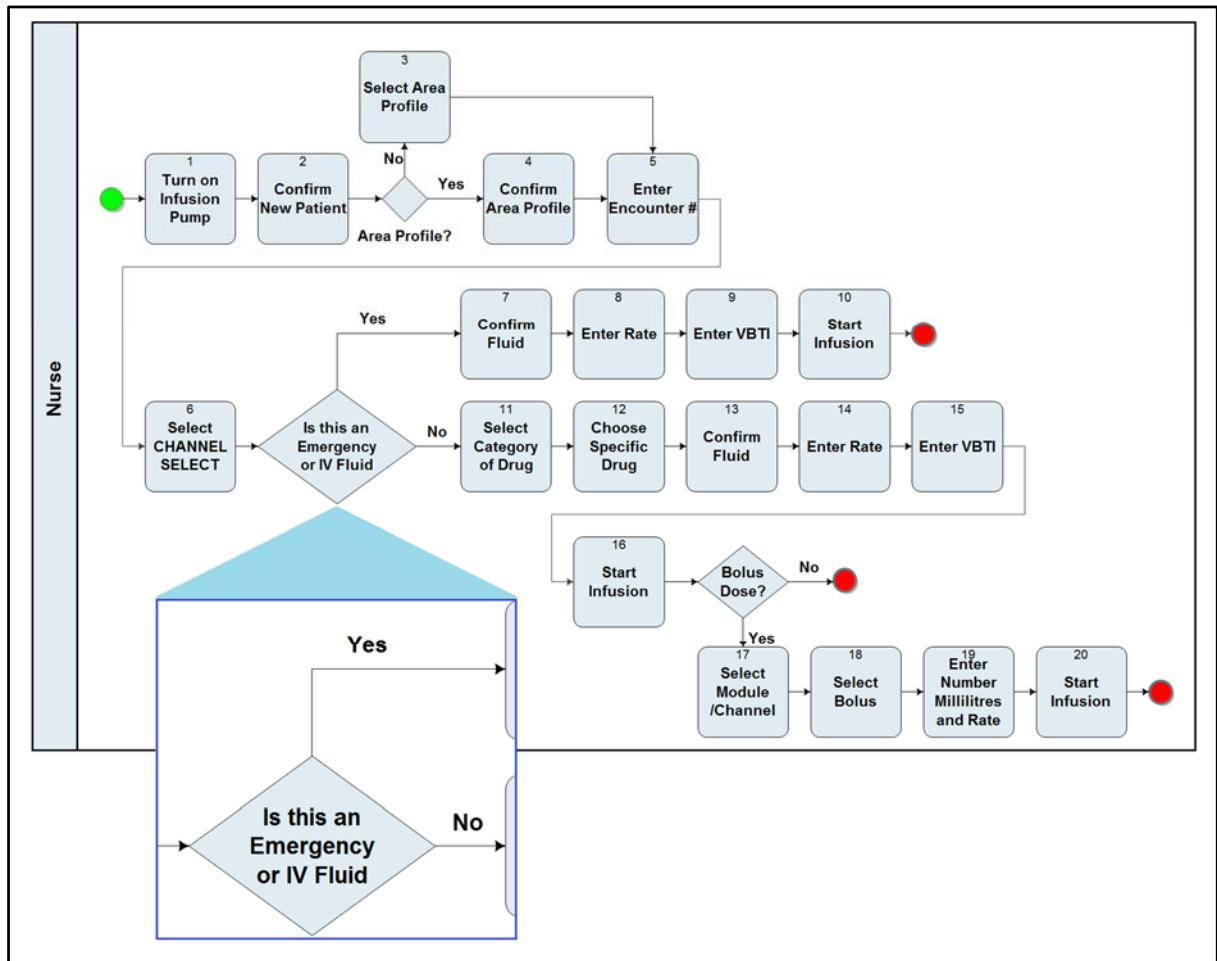 Nurse
3
Select Area
Profile
No
1
Turn on
Infusion
Pump
2
Confirm
New Patient
Area Profile?
Yes
4
Confirm
Area Profile
5
Enter
Encounter #
Yes
7
Confirm
Fluid
8
Enter Rate
9
Enter VBTI
10
Start
Infusion
6
Select
CHANNEL
SELECT
Is this an
Emergency
or IV Fluid
No
11
Select
Category
of Drug
12
Choose
Specific
Drug
13
Confirm
Fluid
14
Enter Rate
15
Enter VBTI
16
Start
Infusion
Bolus
Dose?
No
Yes
17
Select
Module
/Channel
18
Select
Bolus
19
Enter
Number
Millilitres
and Rate
20
Start
Infusion
Yes
Is this an
Emergency
or IV Fluid
No